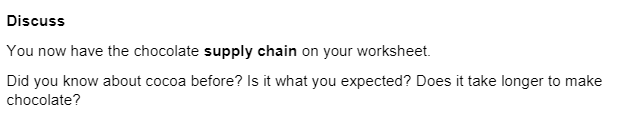 Discuss
You now have the chocolate supply chain on your worksheet.
Did you know about cocoa before? Is it what you expected? Does it take longer to make
chocolate?